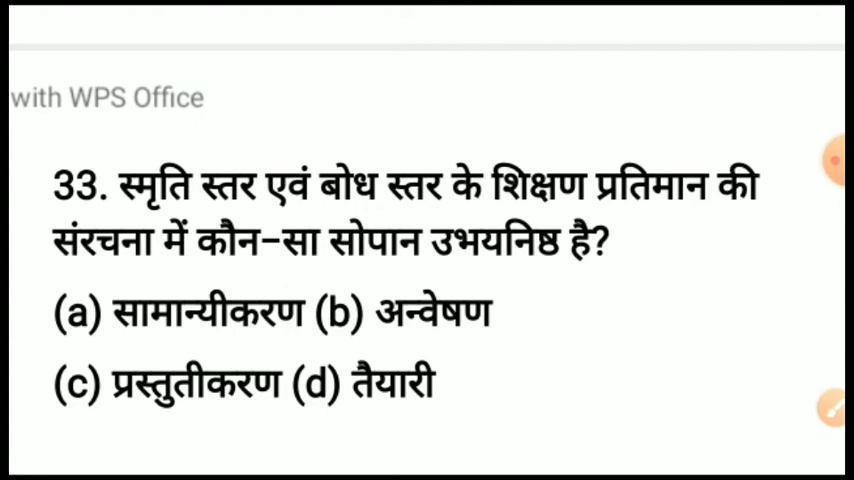 with WPS Office
33. स्मृति स्तर एवं बोध स्तर के शिक्षण प्रतिमान की
संरचना में कौन-सा सोपान उभयनिष्ठ है?
(a) सामान्यीकरण (b) अन्वेषण
(c) प्रस्तुतीकरण (d) तैयारी